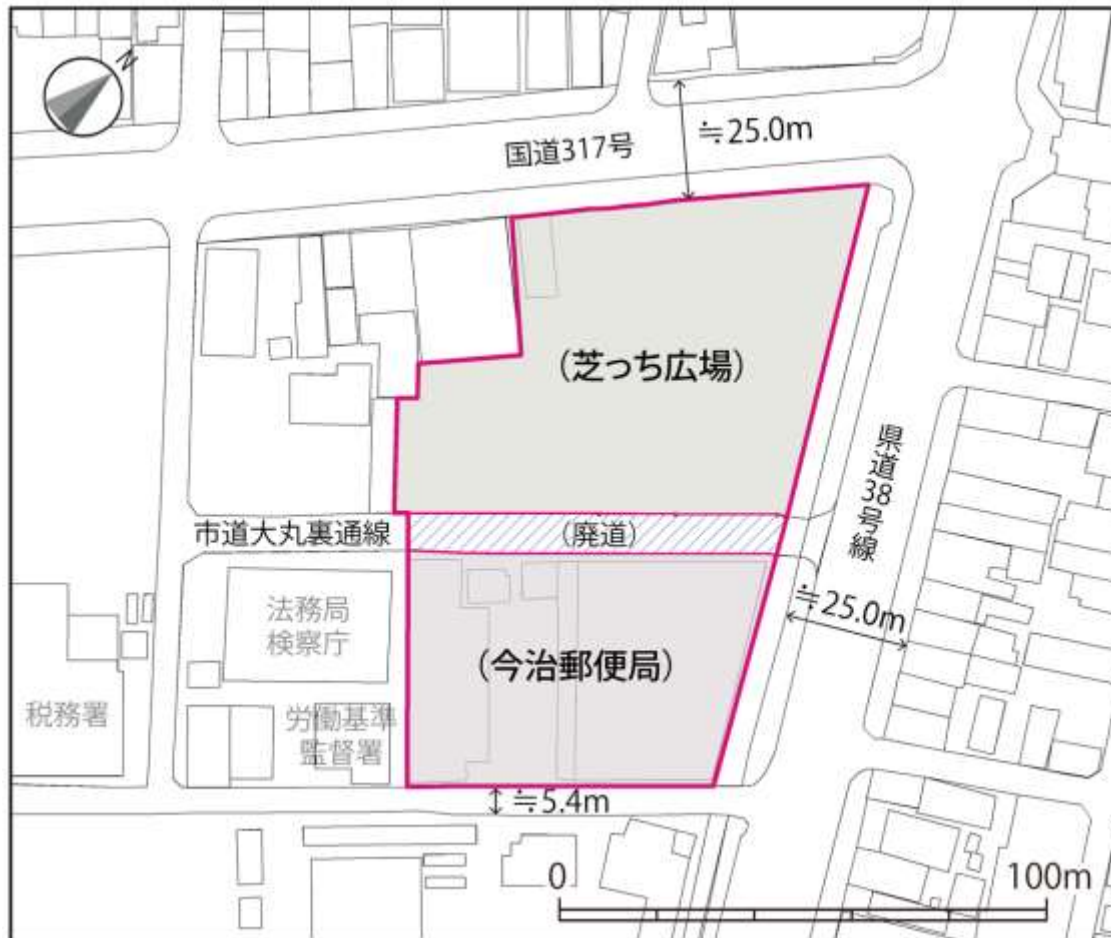 N
国道317号
≒25.0m
(芝っち広場)
県道38号線
市道大丸裏通線
(廃道)
≒25.0m
法務局
検察庁
(今治郵便局)
税務署
労働基準
監督署
≒5.4m
0
100m